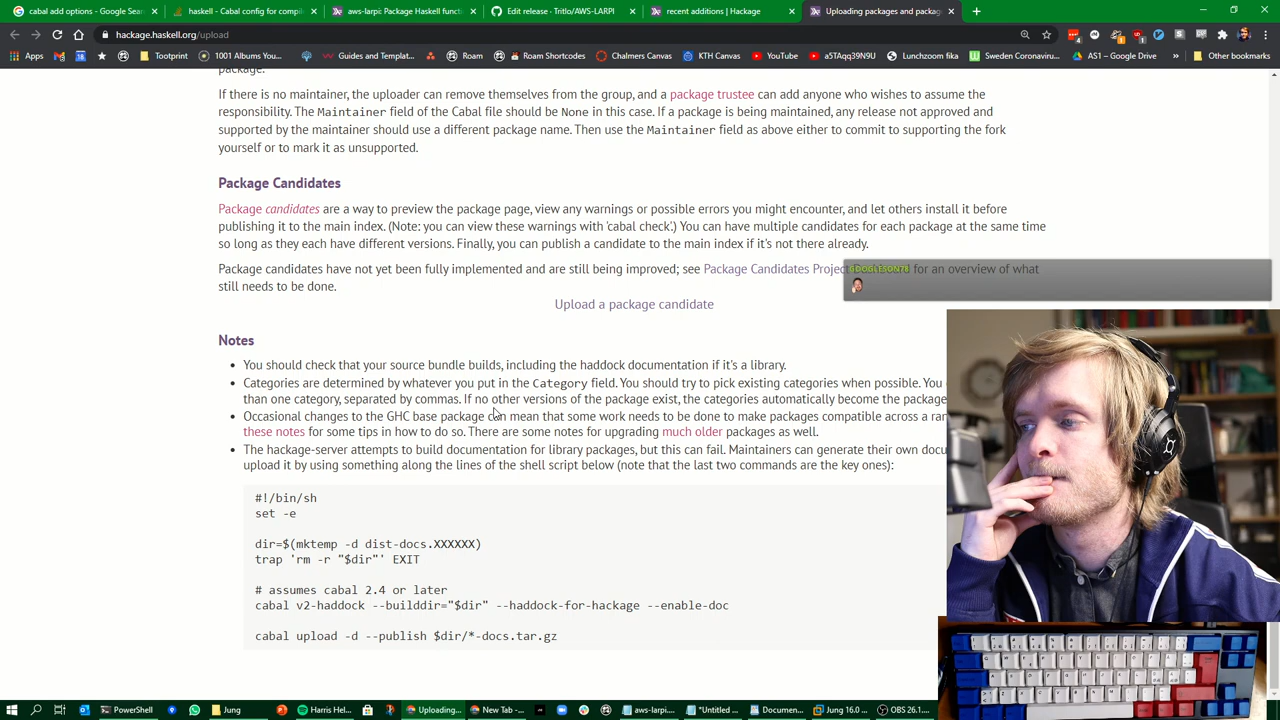 cabal add options - Google Sear
haskell - Cabal config for compile
aws-larpi: Package Haskell functi
Edit release · Tritlo/AWS-LARPI
recent additions | Hackage
Uploading packages and packag
hackage.haskell.org/upload
Apps
18
Toggl
Tootprint
1001 Albums You...
Guides and Templat...
Roam
Roam Shortcodes
Chalmers Canvas
KTH Canvas
YouTube
a5TAqq39N9U
Lunchzoom fika
Sweden Coronaviru...
AS1 – Google Drive
Other bookmarks
package.
If there is no maintainer, the uploader can remove themselves from the group, and a package trustee can add anyone who wishes to assume the
responsibility. The Maintainer field of the Cabal file should be None in this case. If a package is being maintained, any release not approved and
supported by the maintainer should use a different package name. Then use the Maintainer field as above either to commit to supporting the fork
yourself or to mark it as unsupported.
Package Candidates
Package candidates are a way to preview the package page, view any warnings or possible errors you might encounter, and let others install it before
publishing it to the main index. (Note: you can view these warnings with 'cabal check'.) You can have multiple candidates for each package at the same time
so long as they each have different versions. Finally, you can publish a candidate to the main index if it's not there already.
Package candidates have not yet been fully implemented and are still being improved; see Package Candidates Project for an overview of what
still needs to be done.
GOOGLESON78
Upload a package candidate
Notes
• You should check that your source bundle builds, including the haddock documentation if it's a library.
• Categories are determined by whatever you put in the Category field. You should try to pick existing categories when possible. You
than one category, separated by commas. If no other versions of the package exist, the categories automatically become the package
• Occasional changes to the GHC base package can mean that some work needs to be done to make packages compatible across a ran
these notes for some tips in how to do so. There are some notes for upgrading much older packages as well.
• The hackage-server attempts to build documentation for library packages, but this can fail. Maintainers can generate their own docu
upload it by using something along the lines of the shell script below (note that the last two commands are the key ones):
#!/bin/sh
set -e
dir=$(mktemp -d dist-docs.XXXXXX)
trap 'rm -r "$dir"' EXIT
# assumes cabal 2.4 or later
cabal v2-haddock --builddir="$dir" --haddock-for-hackage --enable-doc
cabal upload -d --publish $dir/*-docs.tar.gz
PowerShell
Jung
Harris Hel...
Uploading...
New Tab -...
aws-larpi...
*Untitled ...
Documen...
Jung 16.0 ...
OBS 26.1...